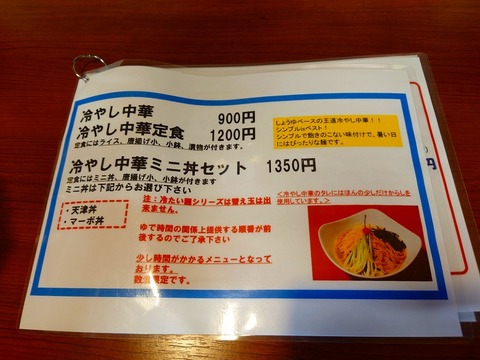 冷やし中華 900円
冷やし中華定食 1200円
定食にはライス、唐揚げ小、小鉢、漬物が付きます。
しょうゆベースの王道冷やし中華！！
シンプルisベスト！
シンプルで飽きのこない味付けで、暑い日
にはぴったりな麺です。
冷やし中華ミニ丼セット 1350円
定食にはミニ丼、唐揚げ小、小鉢が付きます
ミニ丼は下記からお選び下さい
・天津丼
・マーボ丼
注：冷たい麺シリーズは替え玉は出
来ません。
ゆで時間の関係上提供する順番が前
後するのでご了承下さい
少し時間がかかるメニューとなって
おります。
数量限定です。
＜冷やし中華のタレにはほんの少しだけからしを
使用しています。＞
円